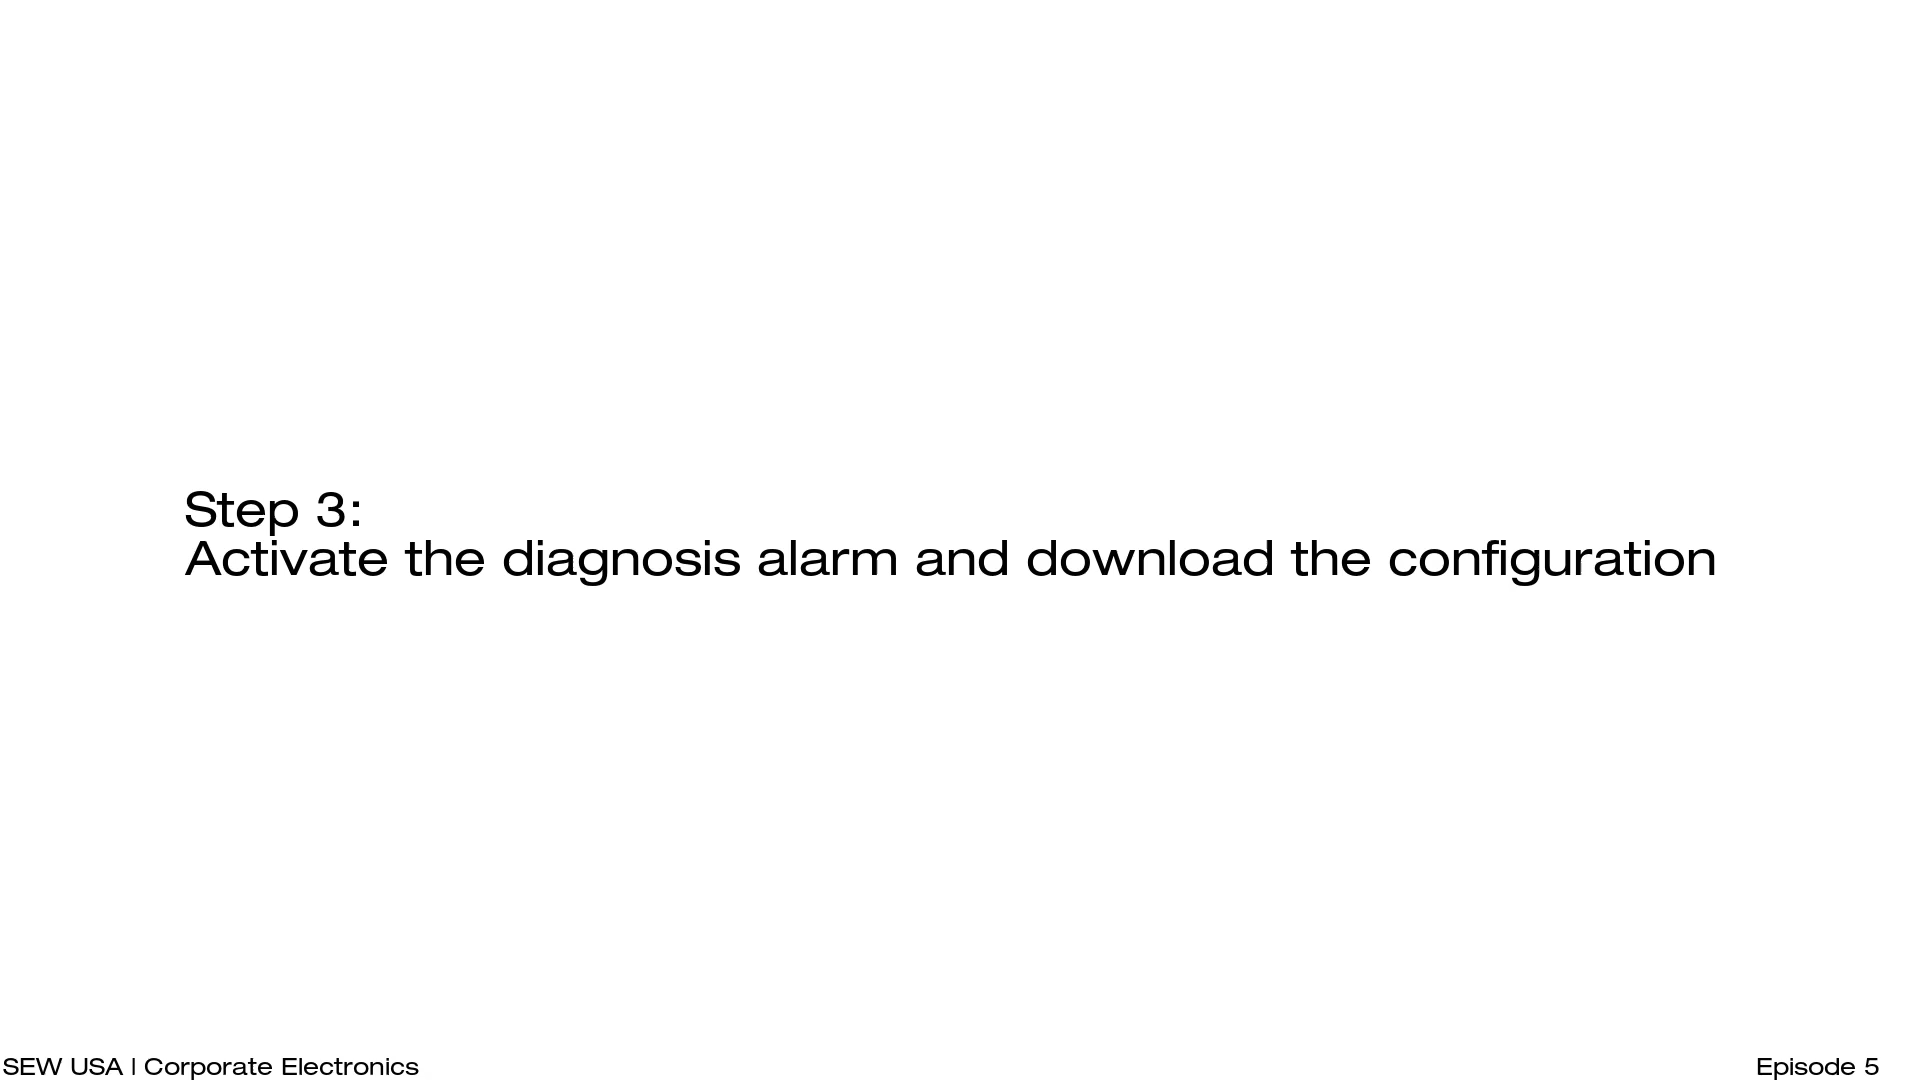 Step 3:
Activate the diagnosis alarm and download the configuration
SEW USA | Corporate Electronics
Episode 5